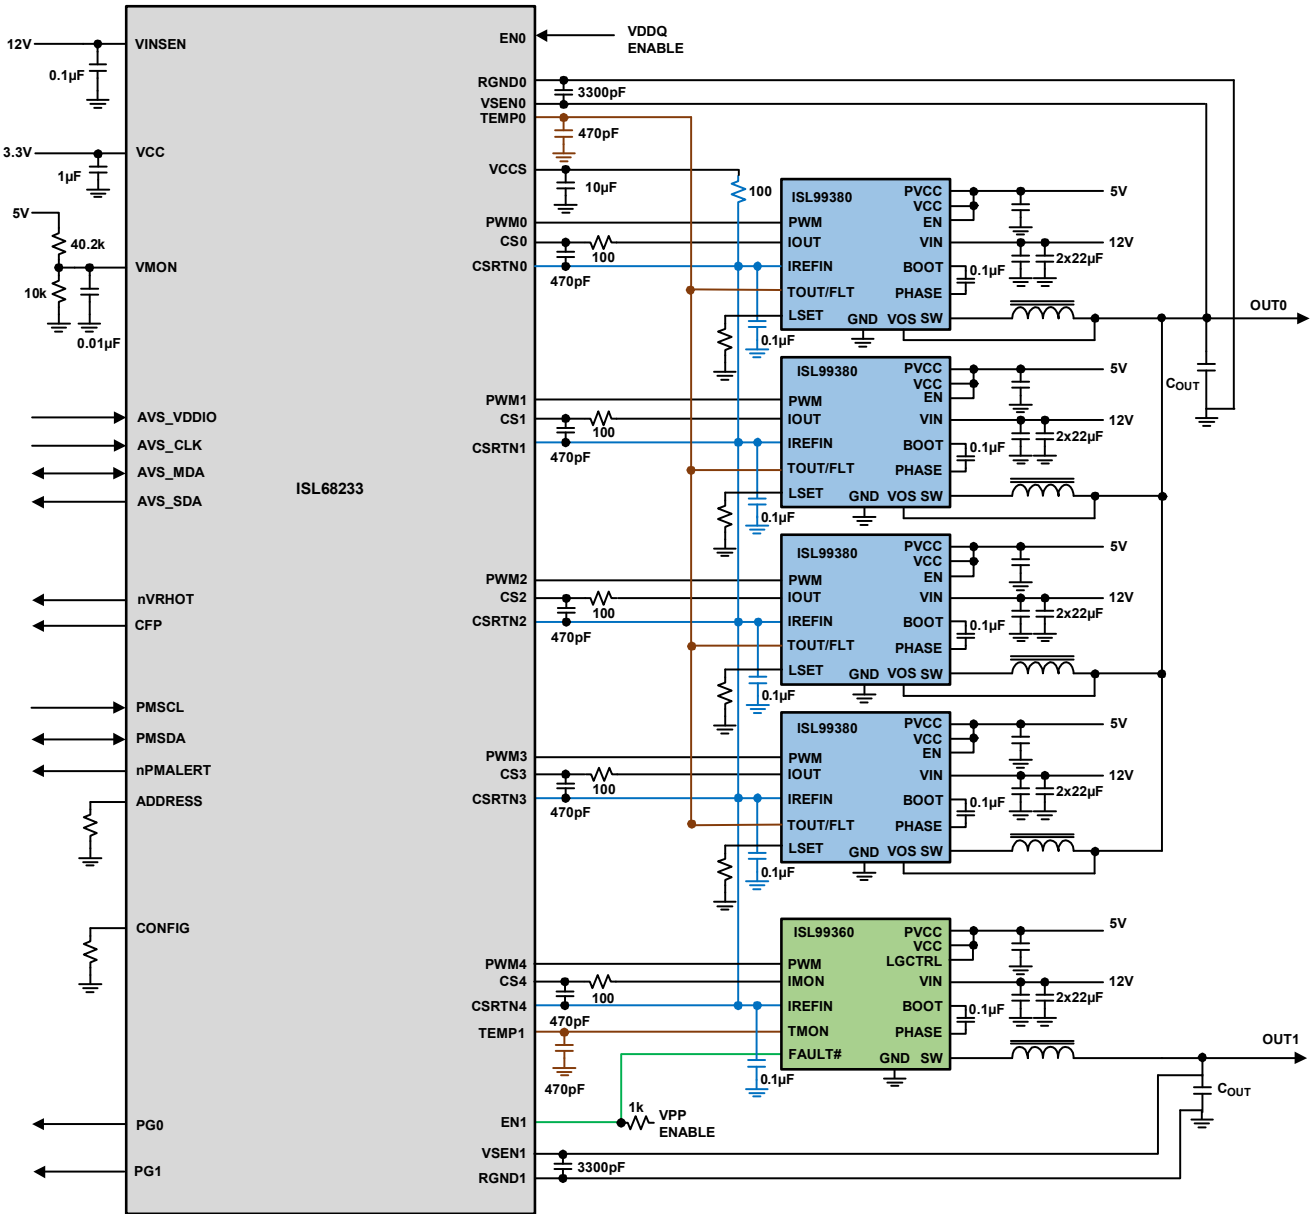 12V
VINSEN
0.1µF
3.3V
VCC
1µF
5V
40.2k
VMON
10k
0.01µF
AVS_VDDIO
AVS_CLK
AVS_MDA
AVS_SDA
nVRHOT
CFP
PMSCL
PMSDA
nPMALERT
ADDRESS
CONFIG
PG0
PG1
ISL68233
EN0
VDDQ
ENABLE
RGND0
3300pF
VSEN0
TEMP0
470pF
VCCS
10µF
100
PWM0
CS0
100
CSRTN0
470pF
0.1µF
ISL99380
PWM
IOUT
IREFIN
TOUT/FLT
LSET
GND
VOS SW
PVCC
VCC
EN
VIN
BOOT
PHASE
5V
12V
2x22µF
0.1µF
OUT0
COUT
PWM1
CS1
100
CSRTN1
470pF
0.1µF
ISL99380
PWM
IOUT
IREFIN
TOUT/FLT
LSET
GND
VOS SW
PVCC
VCC
EN
VIN
BOOT
PHASE
5V
12V
2x22µF
0.1µF
PWM2
CS2
100
CSRTN2
470pF
0.1µF
ISL99380
PWM
IOUT
IREFIN
TOUT/FLT
LSET
GND
VOS SW
PVCC
VCC
EN
VIN
BOOT
PHASE
5V
12V
2x22µF
0.1µF
PWM3
CS3
100
CSRTN3
470pF
0.1µF
ISL99380
PWM
IOUT
IREFIN
TOUT/FLT
LSET
GND
VOS SW
PVCC
VCC
EN
VIN
BOOT
PHASE
5V
12V
2x22µF
0.1µF
PWM4
CS4
100
CSRTN4
470pF
TEMP1
470pF
0.1µF
ISL99360
PWM
IMON
IREFIN
TMON
FAULT#
GND
SW
PVCC
VCC
LGCTRL
VIN
BOOT
PHASE
5V
12V
2x22µF
0.1µF
OUT1
COUT
EN1
1k
VPP
ENABLE
VSEN1
3300pF
RGND1